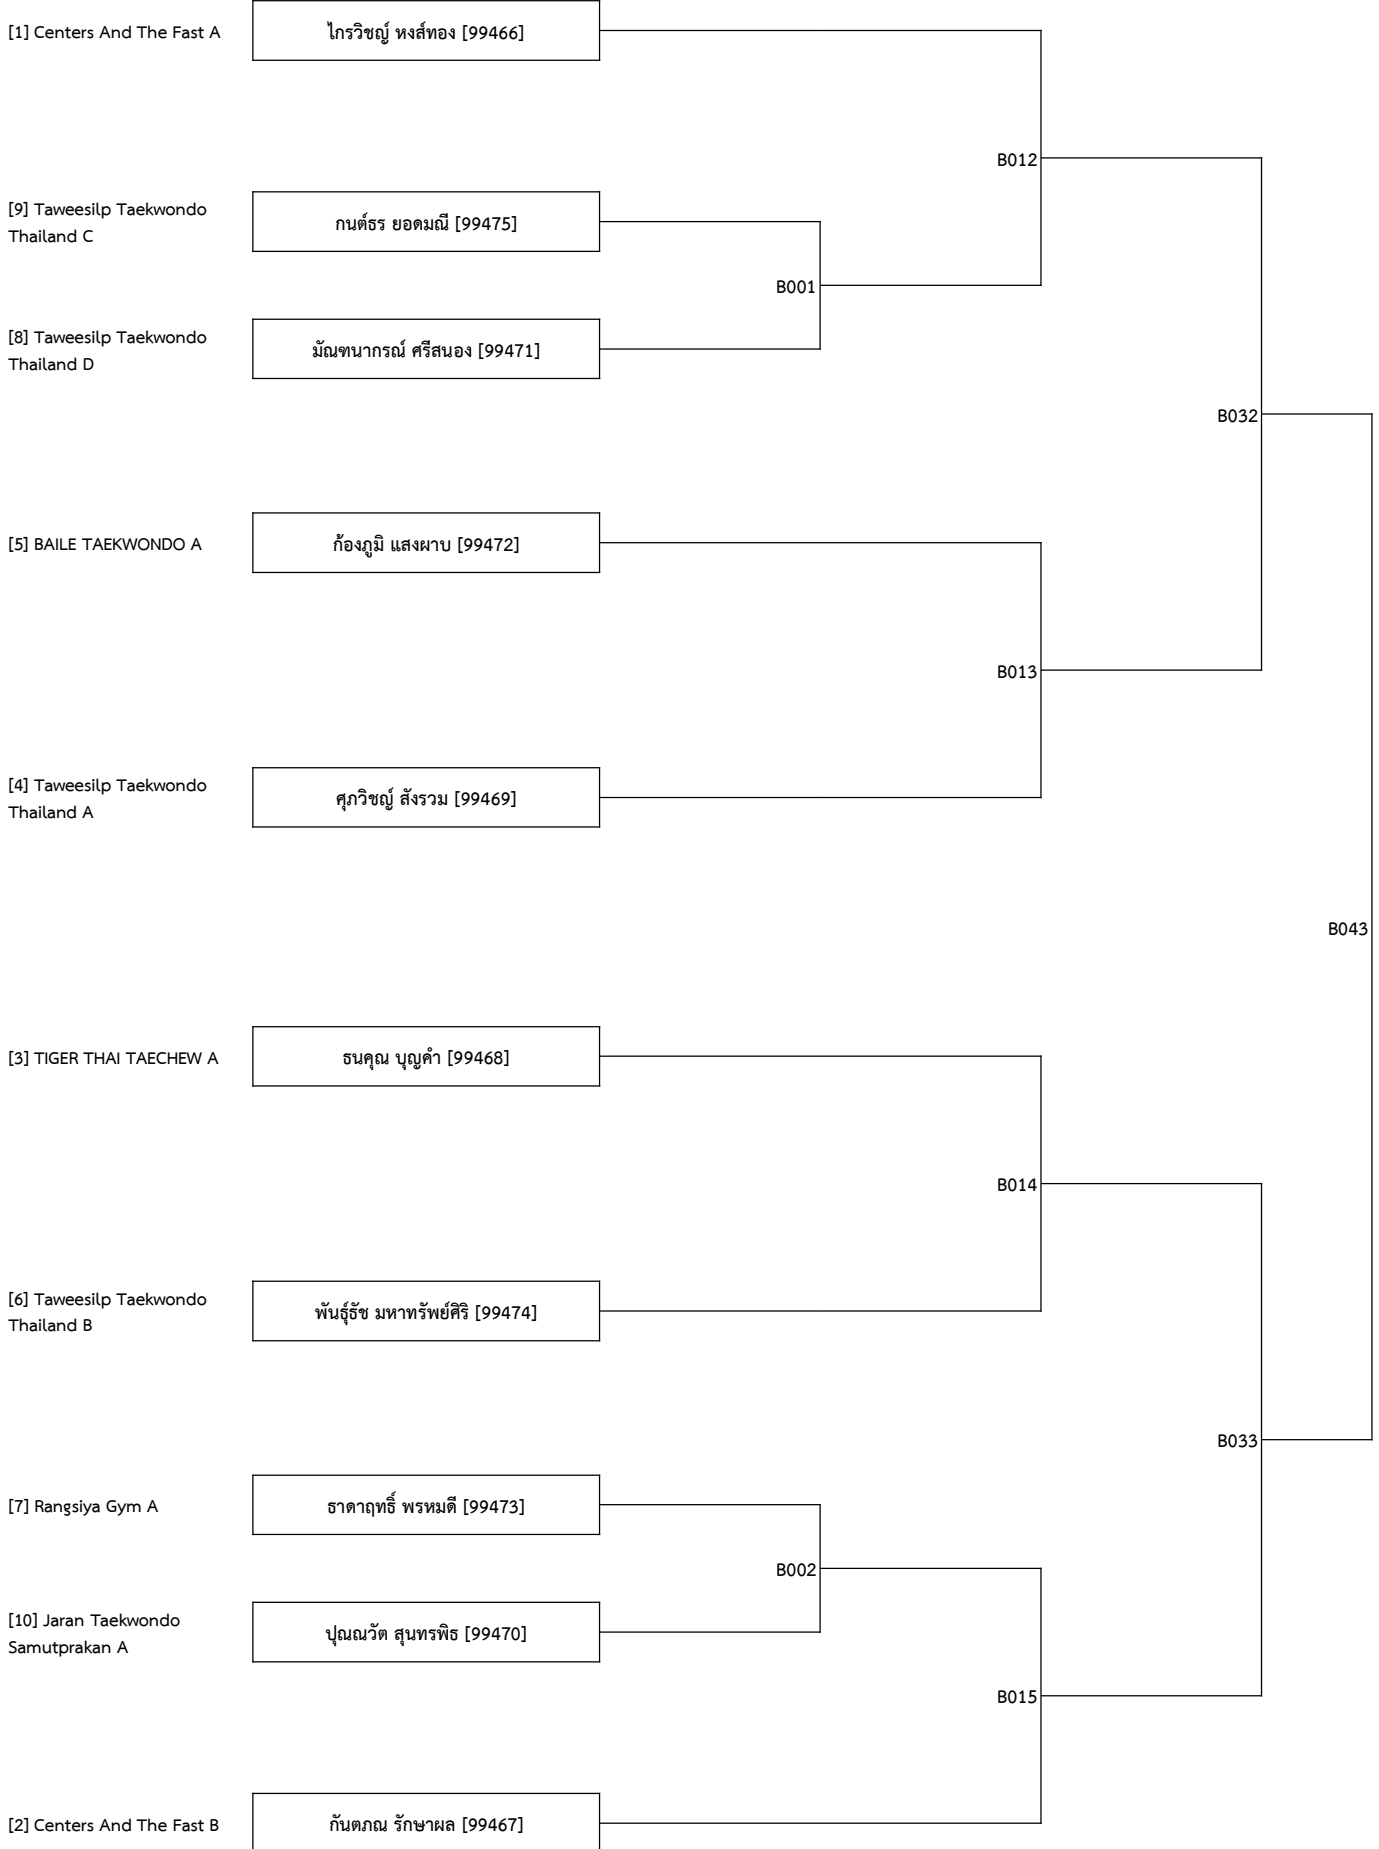 [1] Centers And The Fast A
ไกรวิชญ์ หงส์ทอง [99466]
B012
[9] Taweesilp Taekwondo
Thailand C
กนต์ธร ยอดมณี [99475]
B001
[8] Taweesilp Taekwondo
Thailand D
มัณฑนากรณ์ ศรีสนอง [99471]
B032
[5] BAILE TAEKWONDO A
ก้องภูมิ แสงผาบ [99472]
B013
[4] Taweesilp Taekwondo
Thailand A
ศุภวิชญ์ สังรวม [99469]
B043
[3] TIGER THAI TAECHEW A
ธนคุณ บุญคำ [99468]
B014
[6] Taweesilp Taekwondo
Thailand B
พันธุ์ธัช มหาทรัพย์ศิริ [99474]
B033
[7] Rangsiya Gym A
ธาดาฤทธิ์ พรหมดี [99473]
B002
[10] Jaran Taekwondo
Samutprakan A
ปุณณวัต สุนทรพิธ [99470]
B015
[2] Centers And The Fast B
กันตภณ รักษาผล [99467]